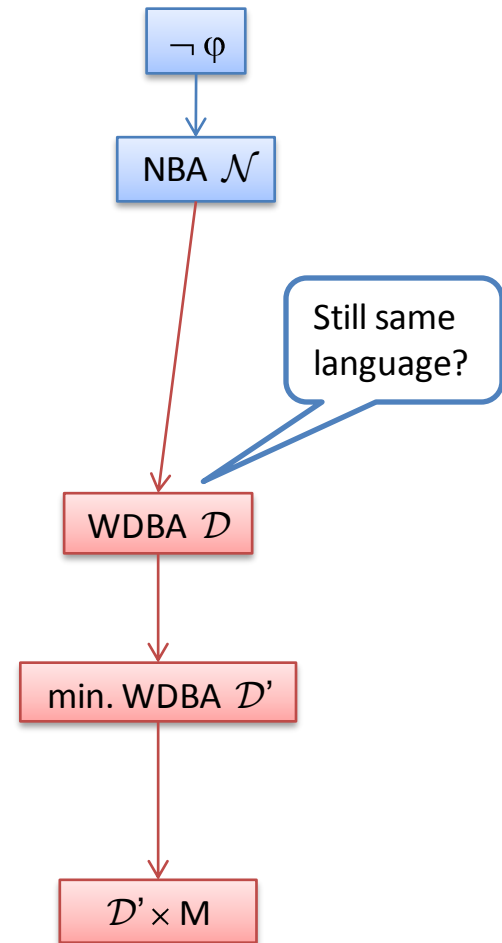 ¬ φ
NBA 𝒩
Still same
language?
WDBA 𝒟
min. WDBA 𝒟'
𝒟' × M